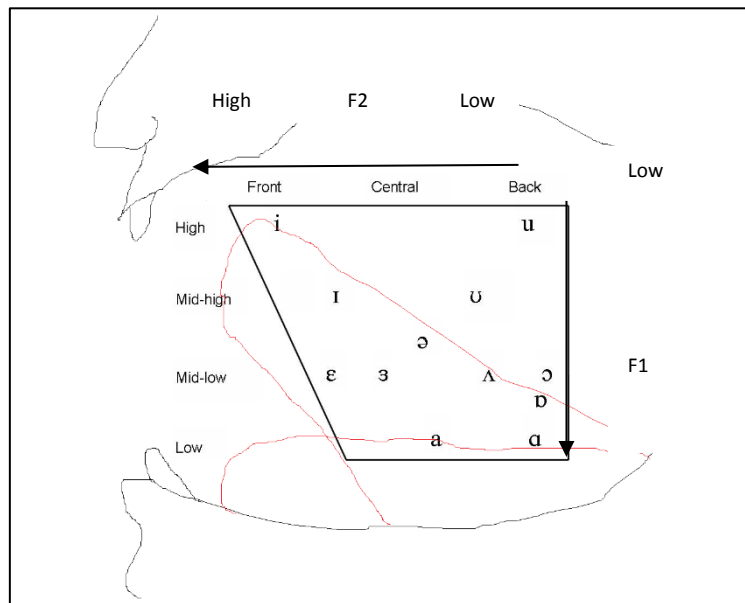 High F2 Low
Low
Front Central Back
High i u
Mid-high ɪ ʊ
ə
F1
Mid-low ɛ ɜ ʌ ɔ
ɒ
Low a ɑ